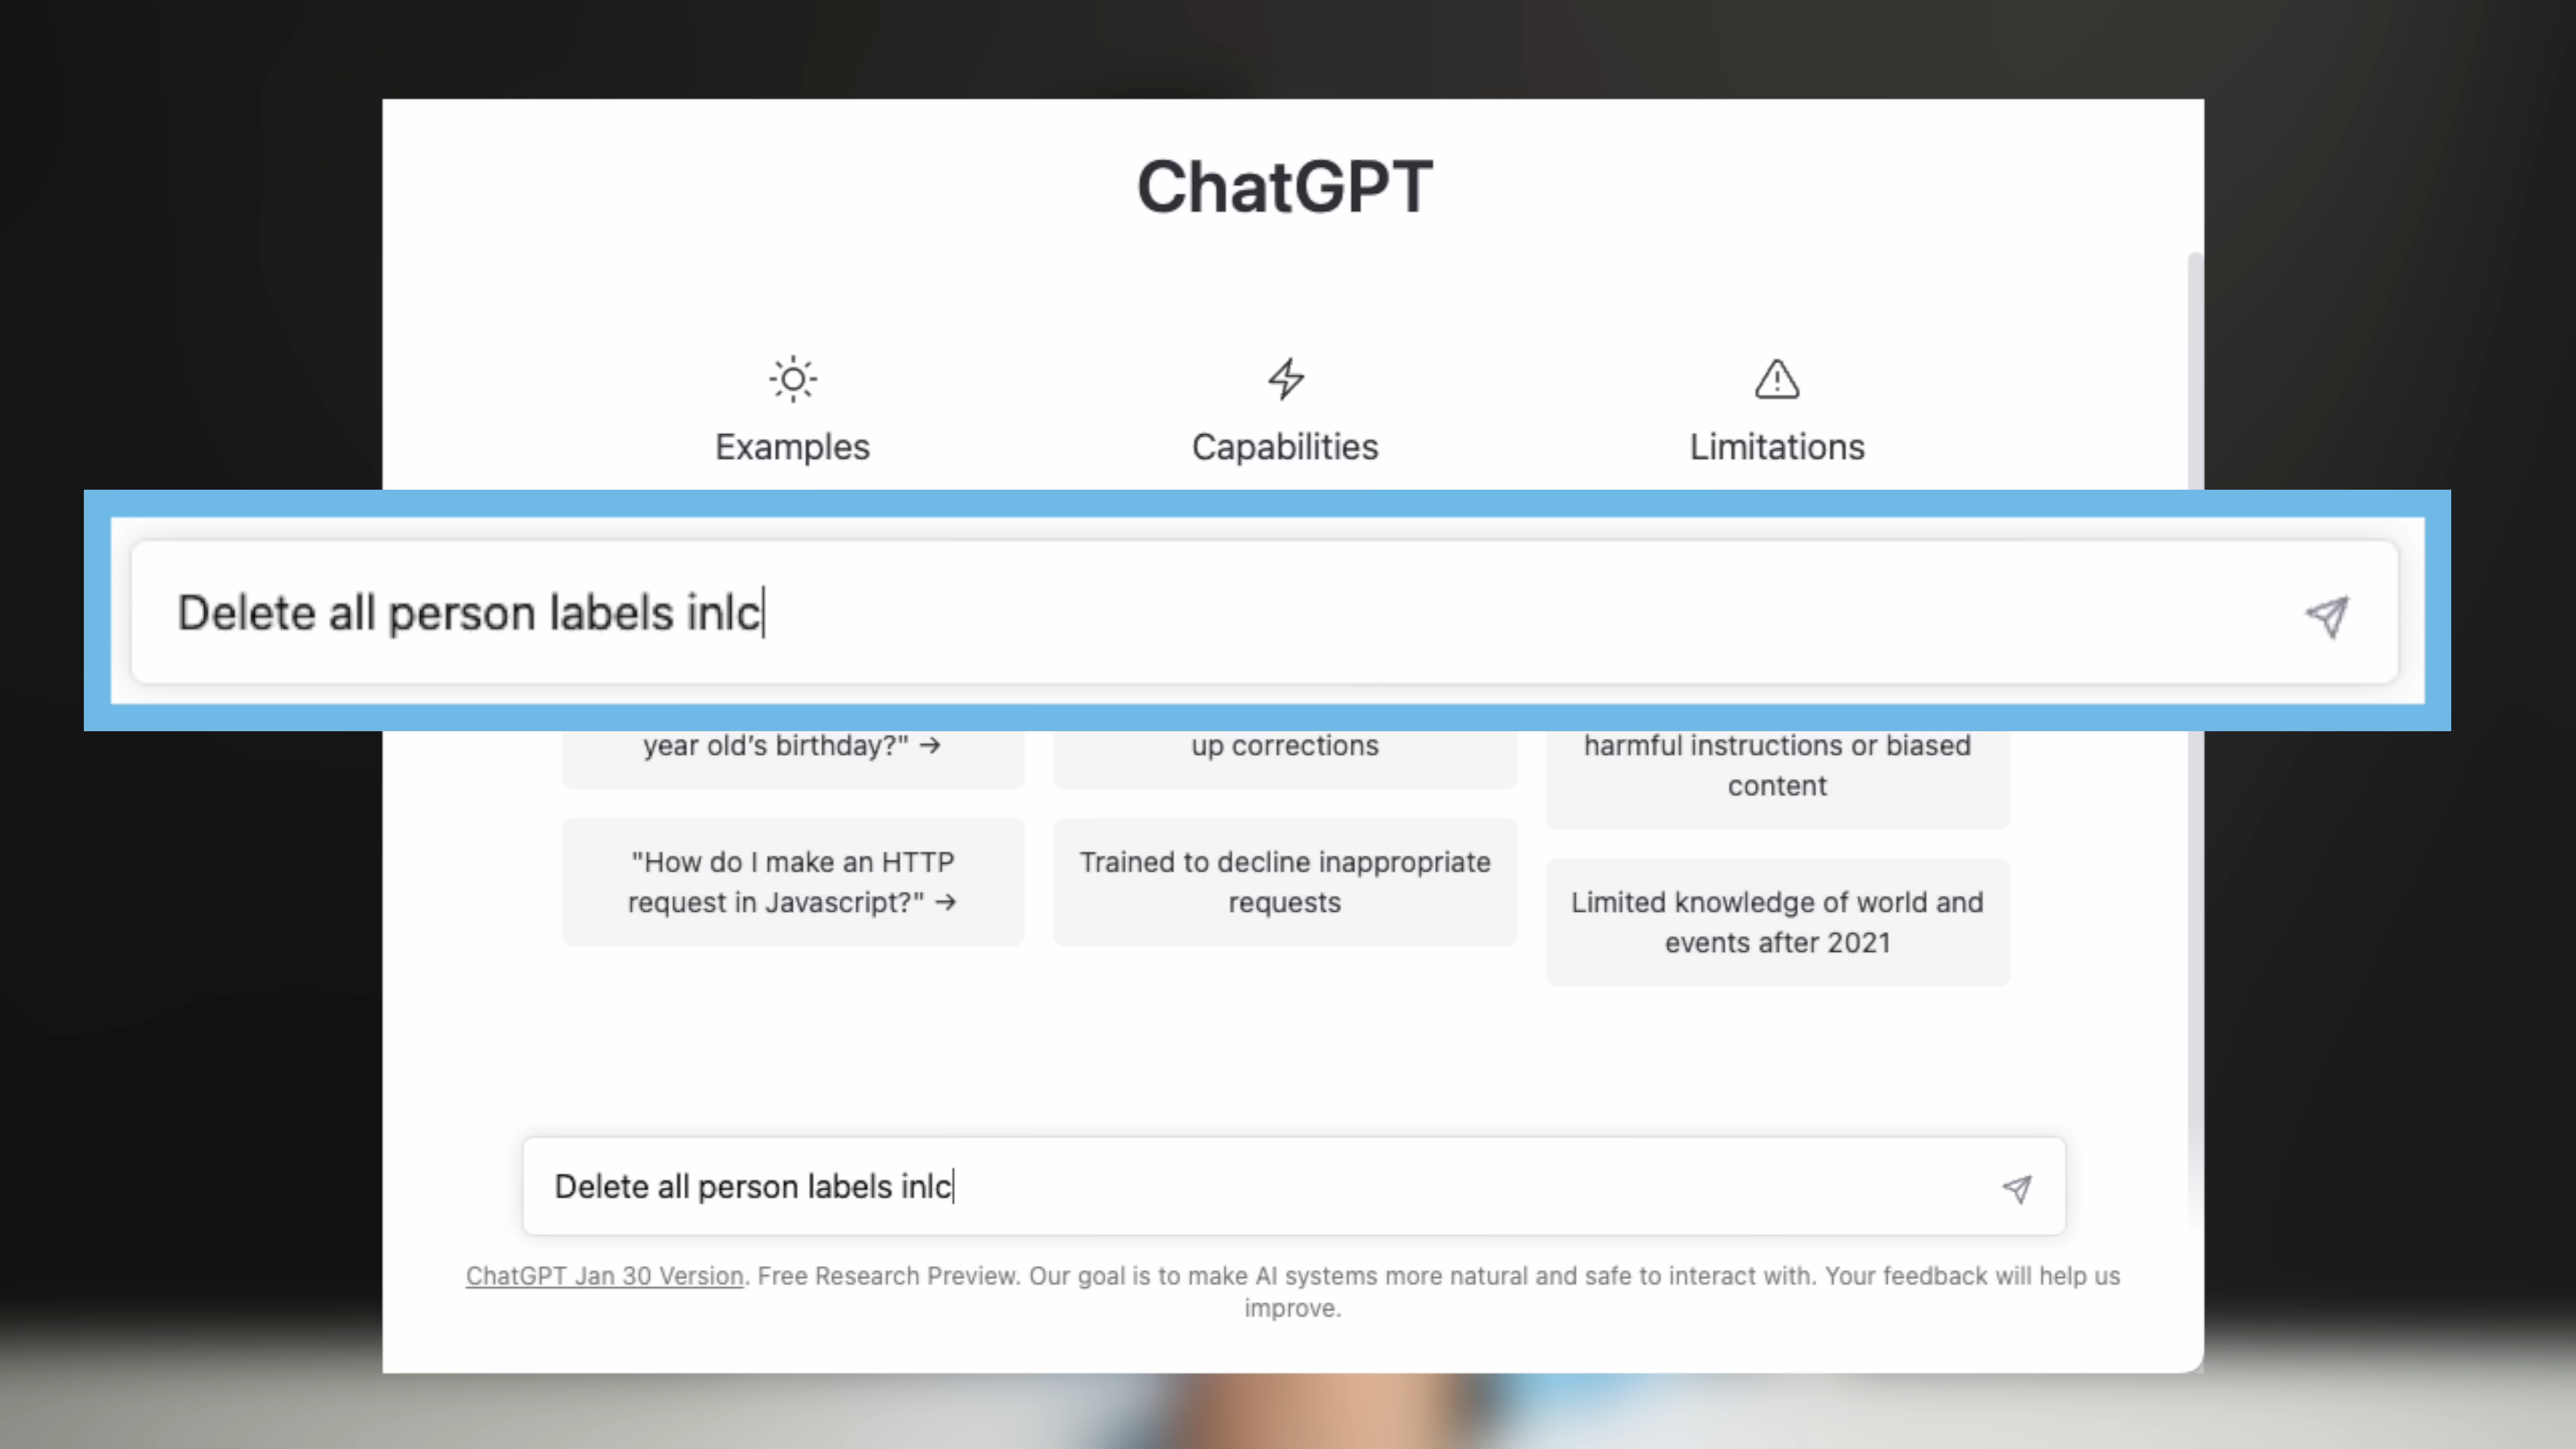 ChatGPT
Examples
Capabilities
Limitations
Delete all person labels inlc
year old's birthday?" →
up corrections
harmful instructions or biased
content
"How do I make an HTTP
request in Javascript?" →
Trained to decline inappropriate
requests
Limited knowledge of world and
events after 2021
Delete all person labels inlc
ChatGPT Jan 30 Version. Free Research Preview. Our goal is to make AI systems more natural and safe to interact with. Your feedback will help us
improve.